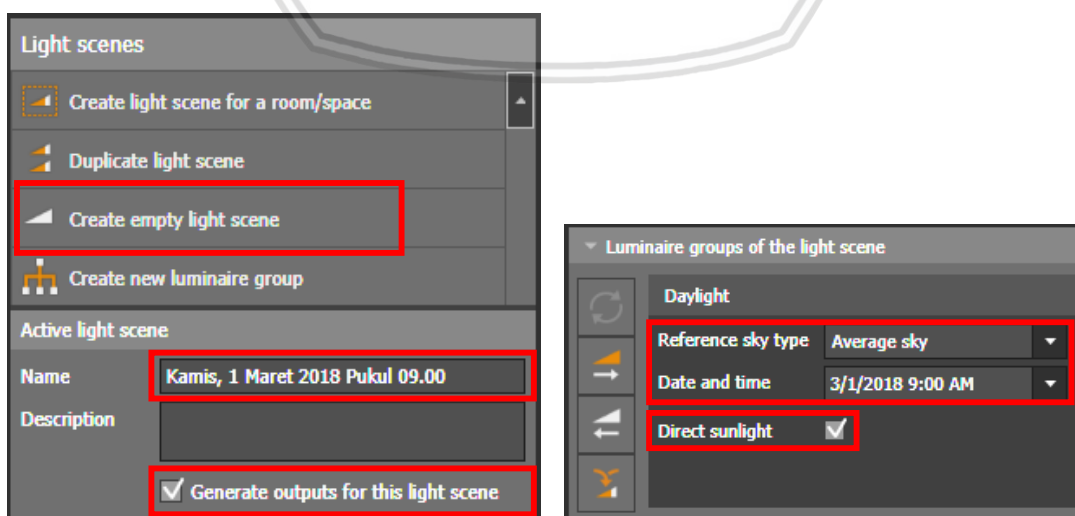 Light scenes
Create light scene for a room/space
Duplicate light scene
Create empty light scene
Create new luminaire group
Active light scene
Name Kamis, 1 Maret 2018 Pukul 09.00
Description
Generate outputs for this light scene
Luminaire groups of the light scene
Daylight
Reference sky type Average sky
Date and time 3/1/2018 9:00 AM
Direct sunlight